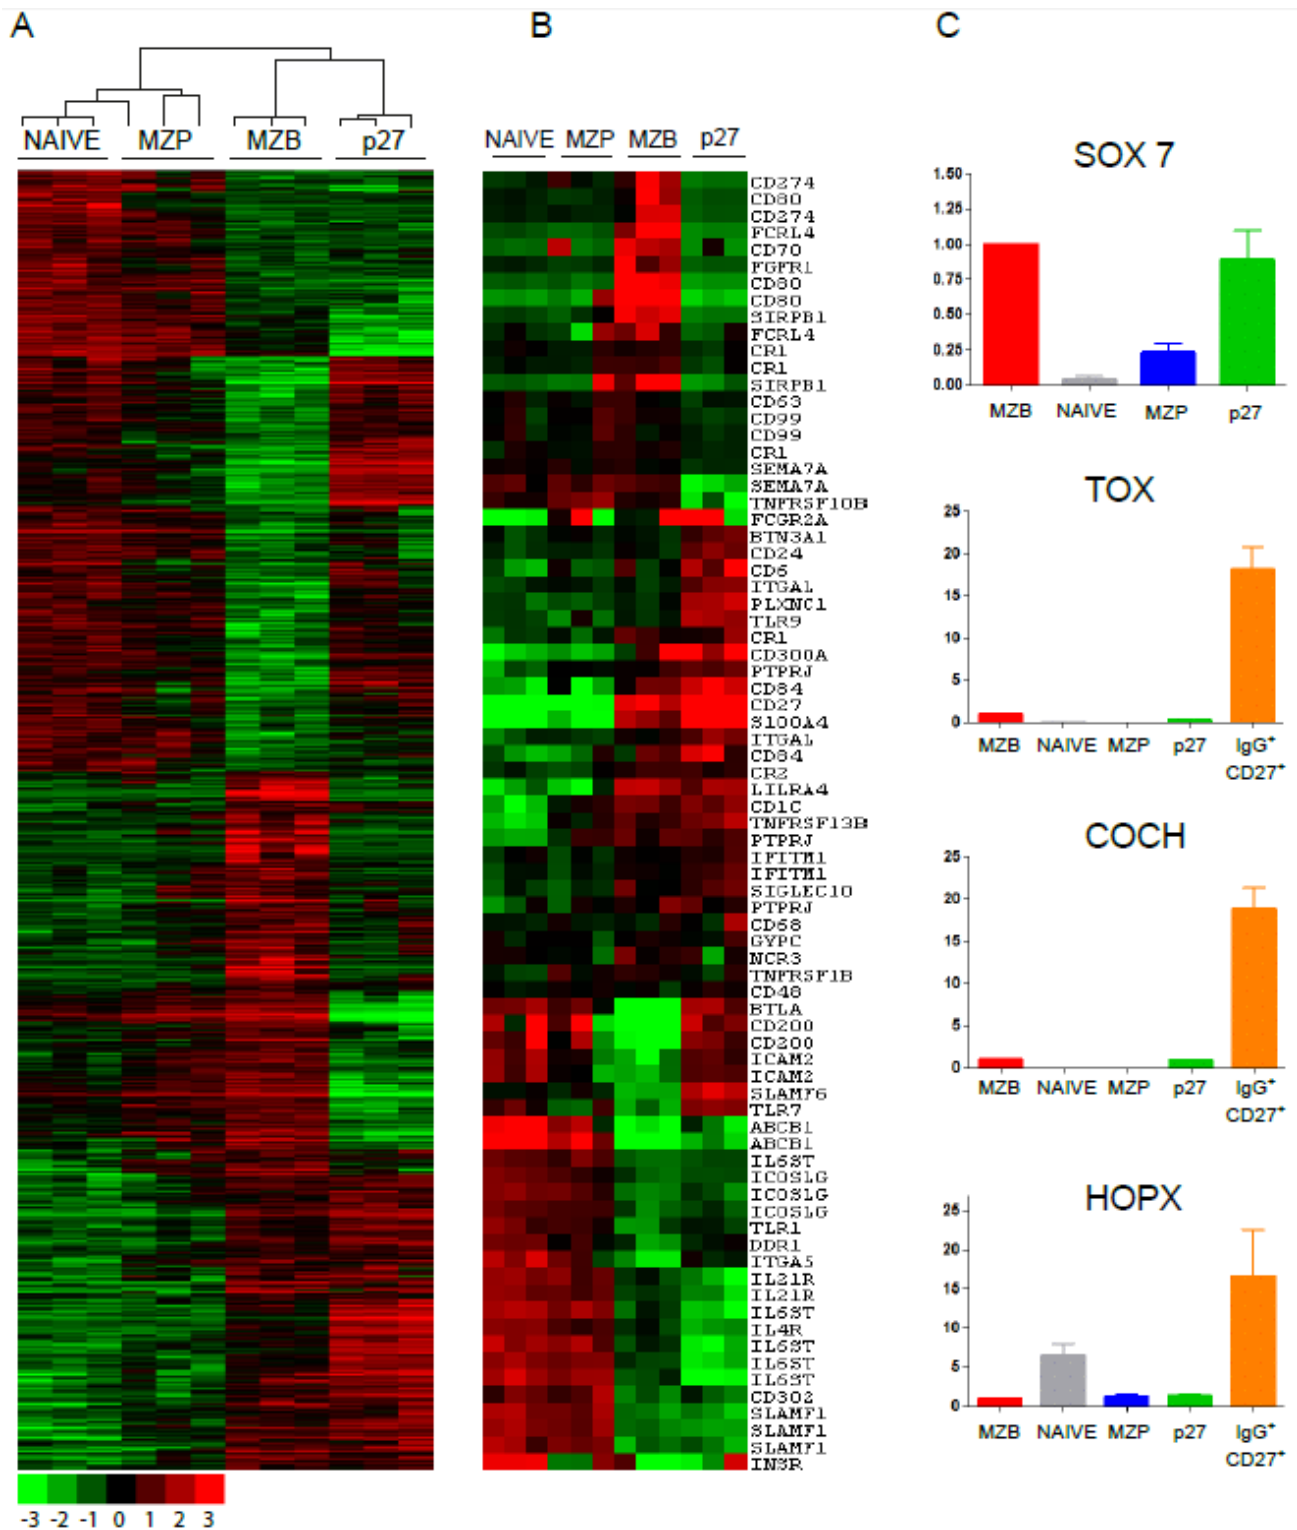 A
NAIVE MZP MZB p27
-3 -2 -1 0 1 2 3
B
NAIVE MZP MZB p27
CD274
CD80
CD274
FCRL4
CD70
FGFR1
CD80
CD80
SIRPB1
FCRL4
CR1
CR1
SIRPB1
CD63
CD99
CD99
CR1
SEMA7A
SEMA7A
TNFRSF10B
FCGR2A
BTN3A1
CD24
CD6
ITGAL
PLXNC1
TLR9
CR1
CD300A
PTPRJ
CD84
CD27
S100A4
ITGAL
CD84
CR2
LILRA4
CD1C
TNFRSF13B
PTPRJ
IFITM1
IFITM1
SIGLEC10
PTPRJ
CD68
GYPC
NCR3
TNFRSF1B
CD48
BTLA
CD200
CD200
ICAM2
ICAM2
SLAMF6
TLR7
ABCB1
ABCB1
IL6ST
ICOSLG
ICOSLG
ICOSLG
TLR1
DDR1
ITGA5
IL21R
IL21R
IL6ST
IL4R
IL6ST
IL6ST
IL6ST
CD302
SLAMF1
SLAMF1
SLAMF1
INSR
C
SOX 7
1.50
1.25
1.00
0.75
0.50
0.25
0.00
MZB NAIVE MZP p27
TOX
25
20
15
10
5
0
MZB NAIVE MZP p27 IgG⁺
CD27⁺
COCH
25
20
15
10
5
0
MZB NAIVE MZP p27 IgG⁺
CD27⁺
HOPX
25
20
15
10
5
0
MZB NAIVE MZP p27 IgG⁺
CD27⁺